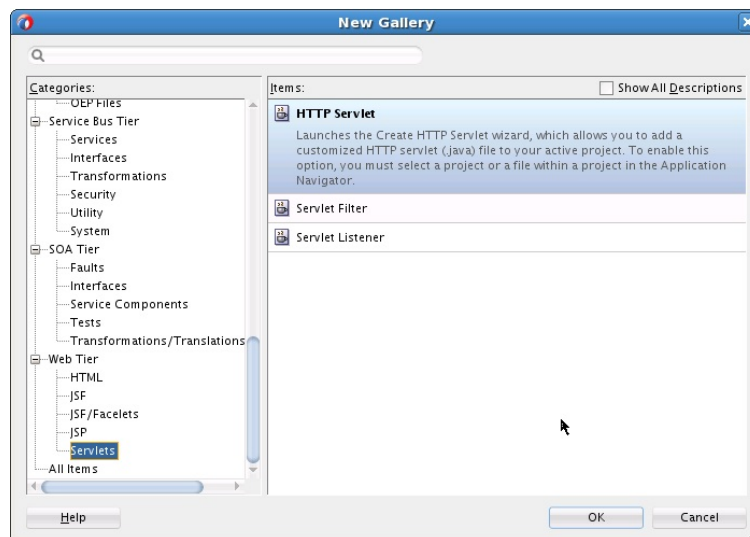 New Gallery
Categories:
OEP Files
Service Bus Tier
Services
Interfaces
Transformations
Security
Utility
System
SOA Tier
Faults
Interfaces
Service Components
Tests
Transformations/Translations
Web Tier
HTML
JSF
JSF/Facelets
JSP
Servlets
All Items
Items:
Show All Descriptions
HTTP Servlet
Launches the Create HTTP Servlet wizard, which allows you to add a
customized HTTP servlet (.java) file to your active project. To enable this
option, you must select a project or a file within a project in the Application
Navigator.
Servlet Filter
Servlet Listener
Help
OK
Cancel